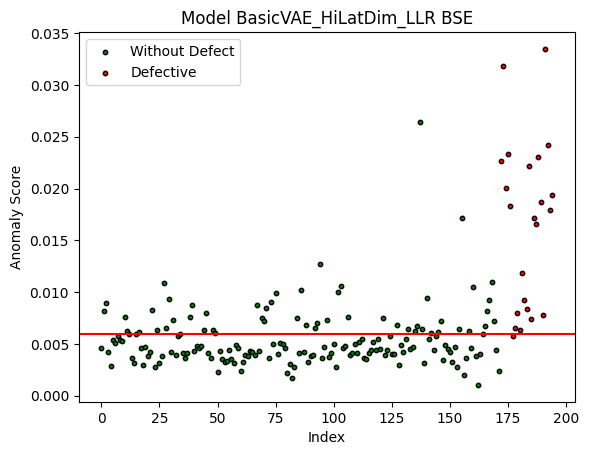 Model BasicVAE_HiLatDim_LLR BSE
Without Defect
Defective
0.035
0.030
0.025
0.020
0.015
0.010
0.005
0.000
Anomaly Score
0 25 50 75 100 125 150 175 200
Index